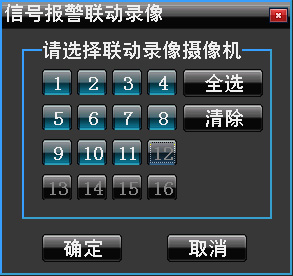 信号报警联动录像
请选择联动录像摄像机
1 2 3 4 全选
5 6 7 8 清除
9 10 11 12
13 14 15 16
确定 取消